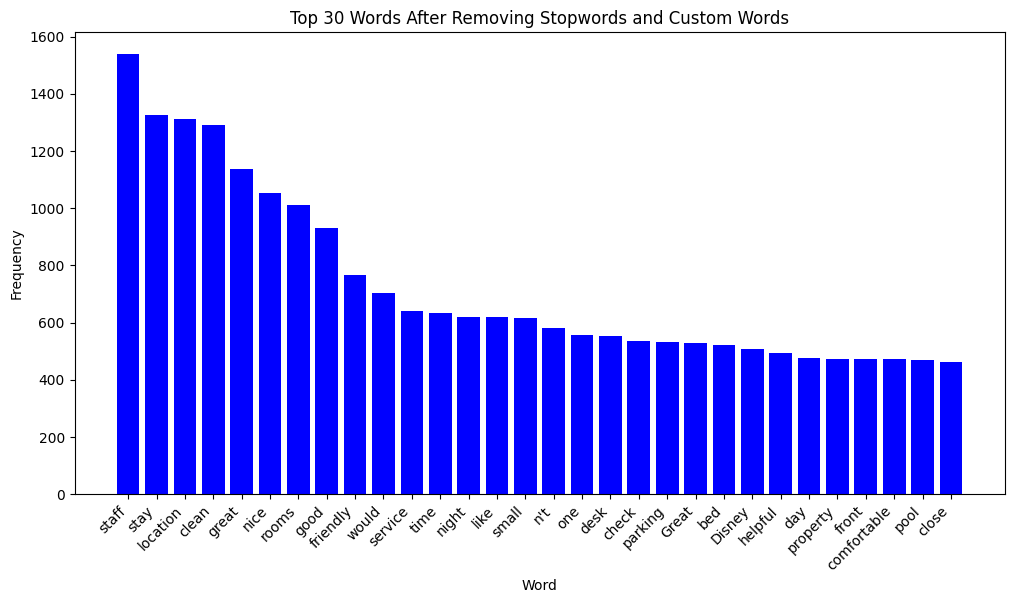 Top 30 Words After Removing Stopwords and Custom Words
1600
1400
1200
1000
800
600
400
200
0
Frequency
staff
stay
location
clean
great
nice
rooms
good
friendly
would
service
time
night
like
small
n't
one
desk
check
parking
Great
bed
Disney
helpful
day
property
front
comfortable
pool
close
Word